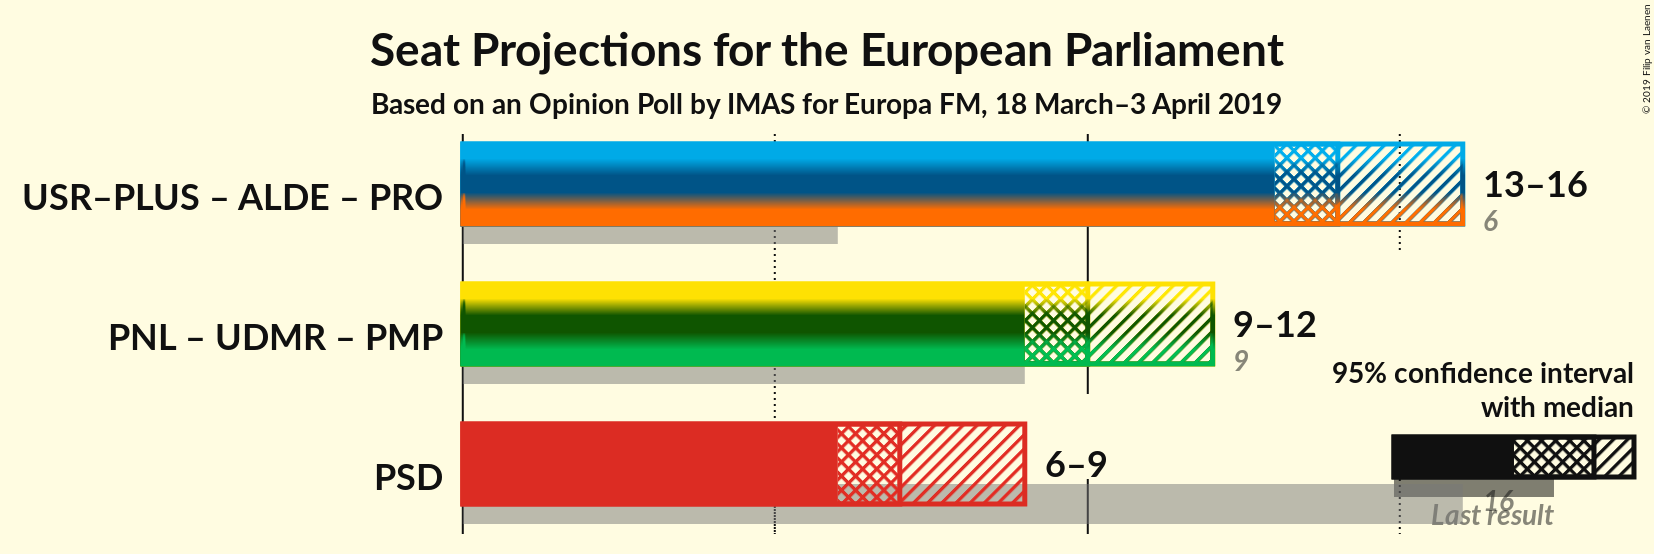 Seat Projections for the European Parliament
Based on an Opinion Poll by IMAS for Europa FM, 18 March–3 April 2019
© 2019 Filip van Laenen
USR–PLUS – ALDE – PRO
13–16
6
PNL – UDMR – PMP
9–12
9
95% confidence interval
with median
PSD
6–9
16
Last result